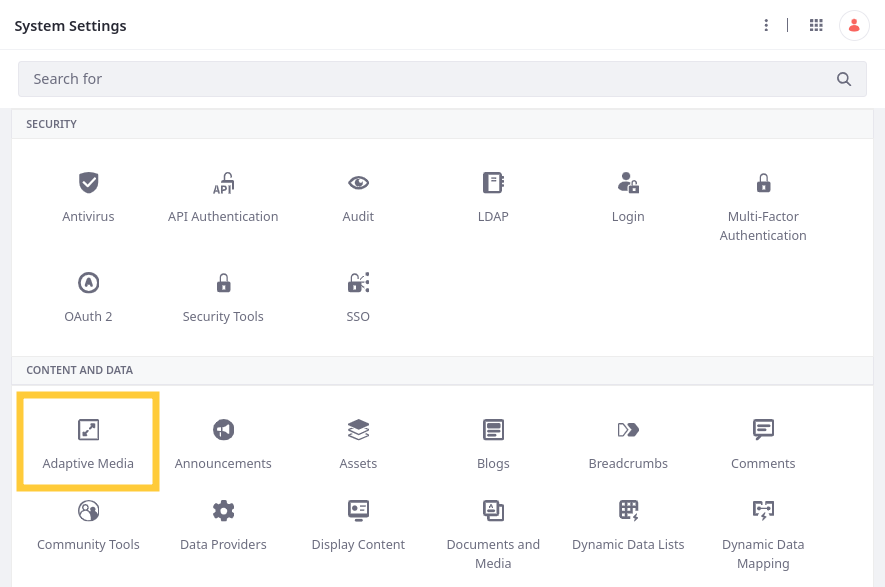 System Settings
Search for
SECURITY
API
Antivirus
API Authentication
Audit
LDAP
Login
Multi-Factor
Authentication
OAuth 2
Security Tools
SSO
CONTENT AND DATA
Adaptive Media
Announcements
Assets
Blogs
Breadcrumbs
Comments
Community Tools
Data Providers
Display Content
Documents and
Media
Dynamic Data Lists
Dynamic Data
Mapping